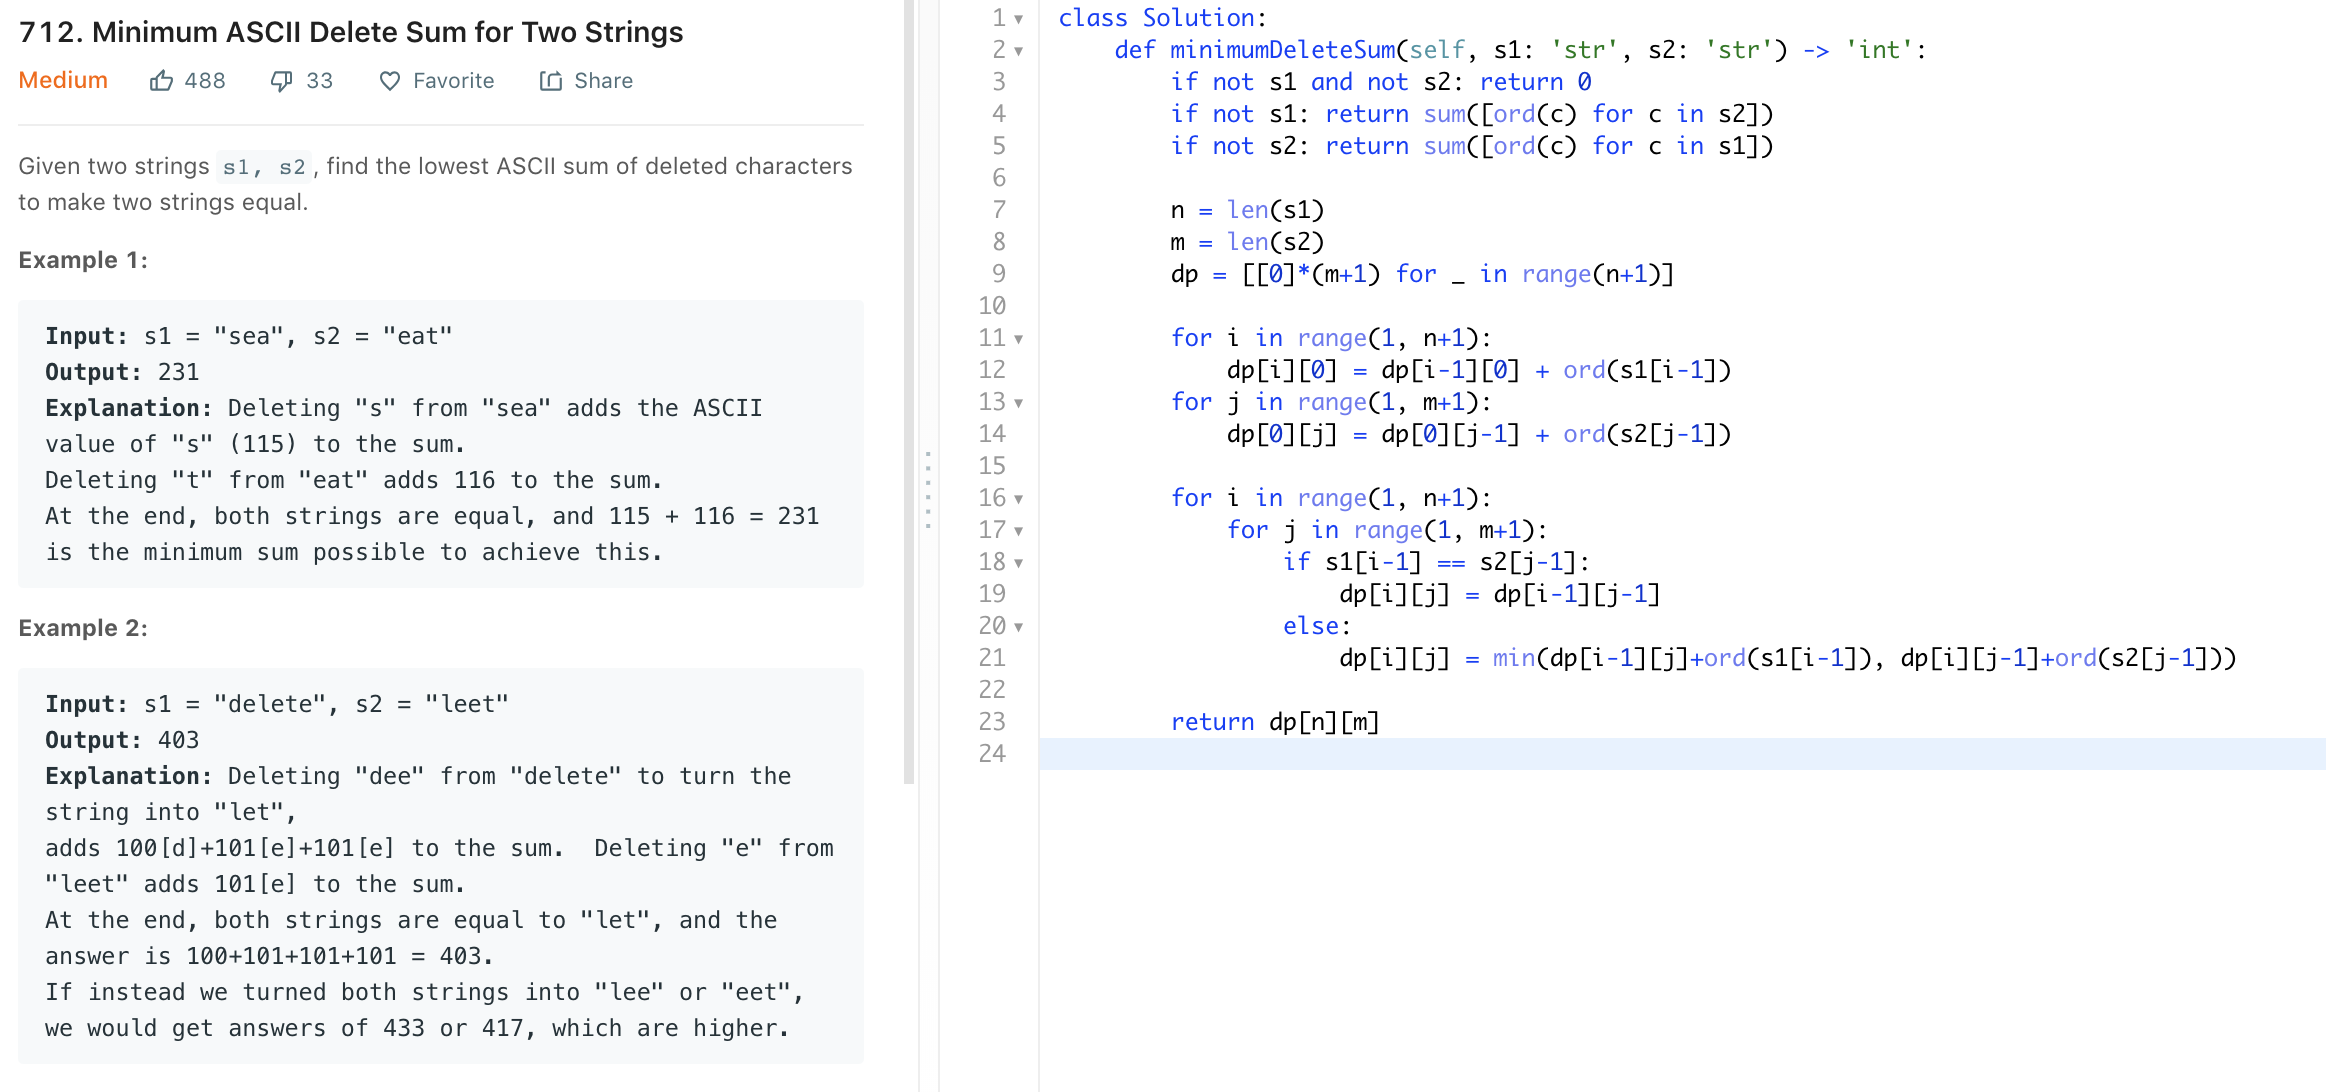 712. Minimum ASCII Delete Sum for Two Strings
Medium 488 33 Favorite Share
Given two strings s1, s2, find the lowest ASCII sum of deleted characters
to make two strings equal.
Example 1:
Input: s1 = "sea", s2 = "eat"
Output: 231
Explanation: Deleting "s" from "sea" adds the ASCII
value of "s" (115) to the sum.
Deleting "t" from "eat" adds 116 to the sum.
At the end, both strings are equal, and 115 + 116 = 231
is the minimum sum possible to achieve this.
Example 2:
Input: s1 = "delete", s2 = "leet"
Output: 403
Explanation: Deleting "dee" from "delete" to turn the
string into "let",
adds 100[d]+101[e]+101[e] to the sum.  Deleting "e" from
"leet" adds 101[e] to the sum.
At the end, both strings are equal to "let", and the
answer is 100+101+101+101 = 403.
If instead we turned both strings into "lee" or "eet",
we would get answers of 433 or 417, which are higher.
1 class Solution:
2     def minimumDeleteSum(self, s1: 'str', s2: 'str') -> 'int':
3         if not s1 and not s2: return 0
4         if not s1: return sum([ord(c) for c in s2])
5         if not s2: return sum([ord(c) for c in s1])
6
7         n = len(s1)
8         m = len(s2)
9         dp = [[0]*(m+1) for _ in range(n+1)]
10
11         for i in range(1, n+1):
12             dp[i][0] = dp[i-1][0] + ord(s1[i-1])
13         for j in range(1, m+1):
14             dp[0][j] = dp[0][j-1] + ord(s2[j-1])
15
16         for i in range(1, n+1):
17             for j in range(1, m+1):
18                 if s1[i-1] == s2[j-1]:
19                     dp[i][j] = dp[i-1][j-1]
20                 else:
21                     dp[i][j] = min(dp[i-1][j]+ord(s1[i-1]), dp[i][j-1]+ord(s2[j-1]))
22
23         return dp[n][m]
24